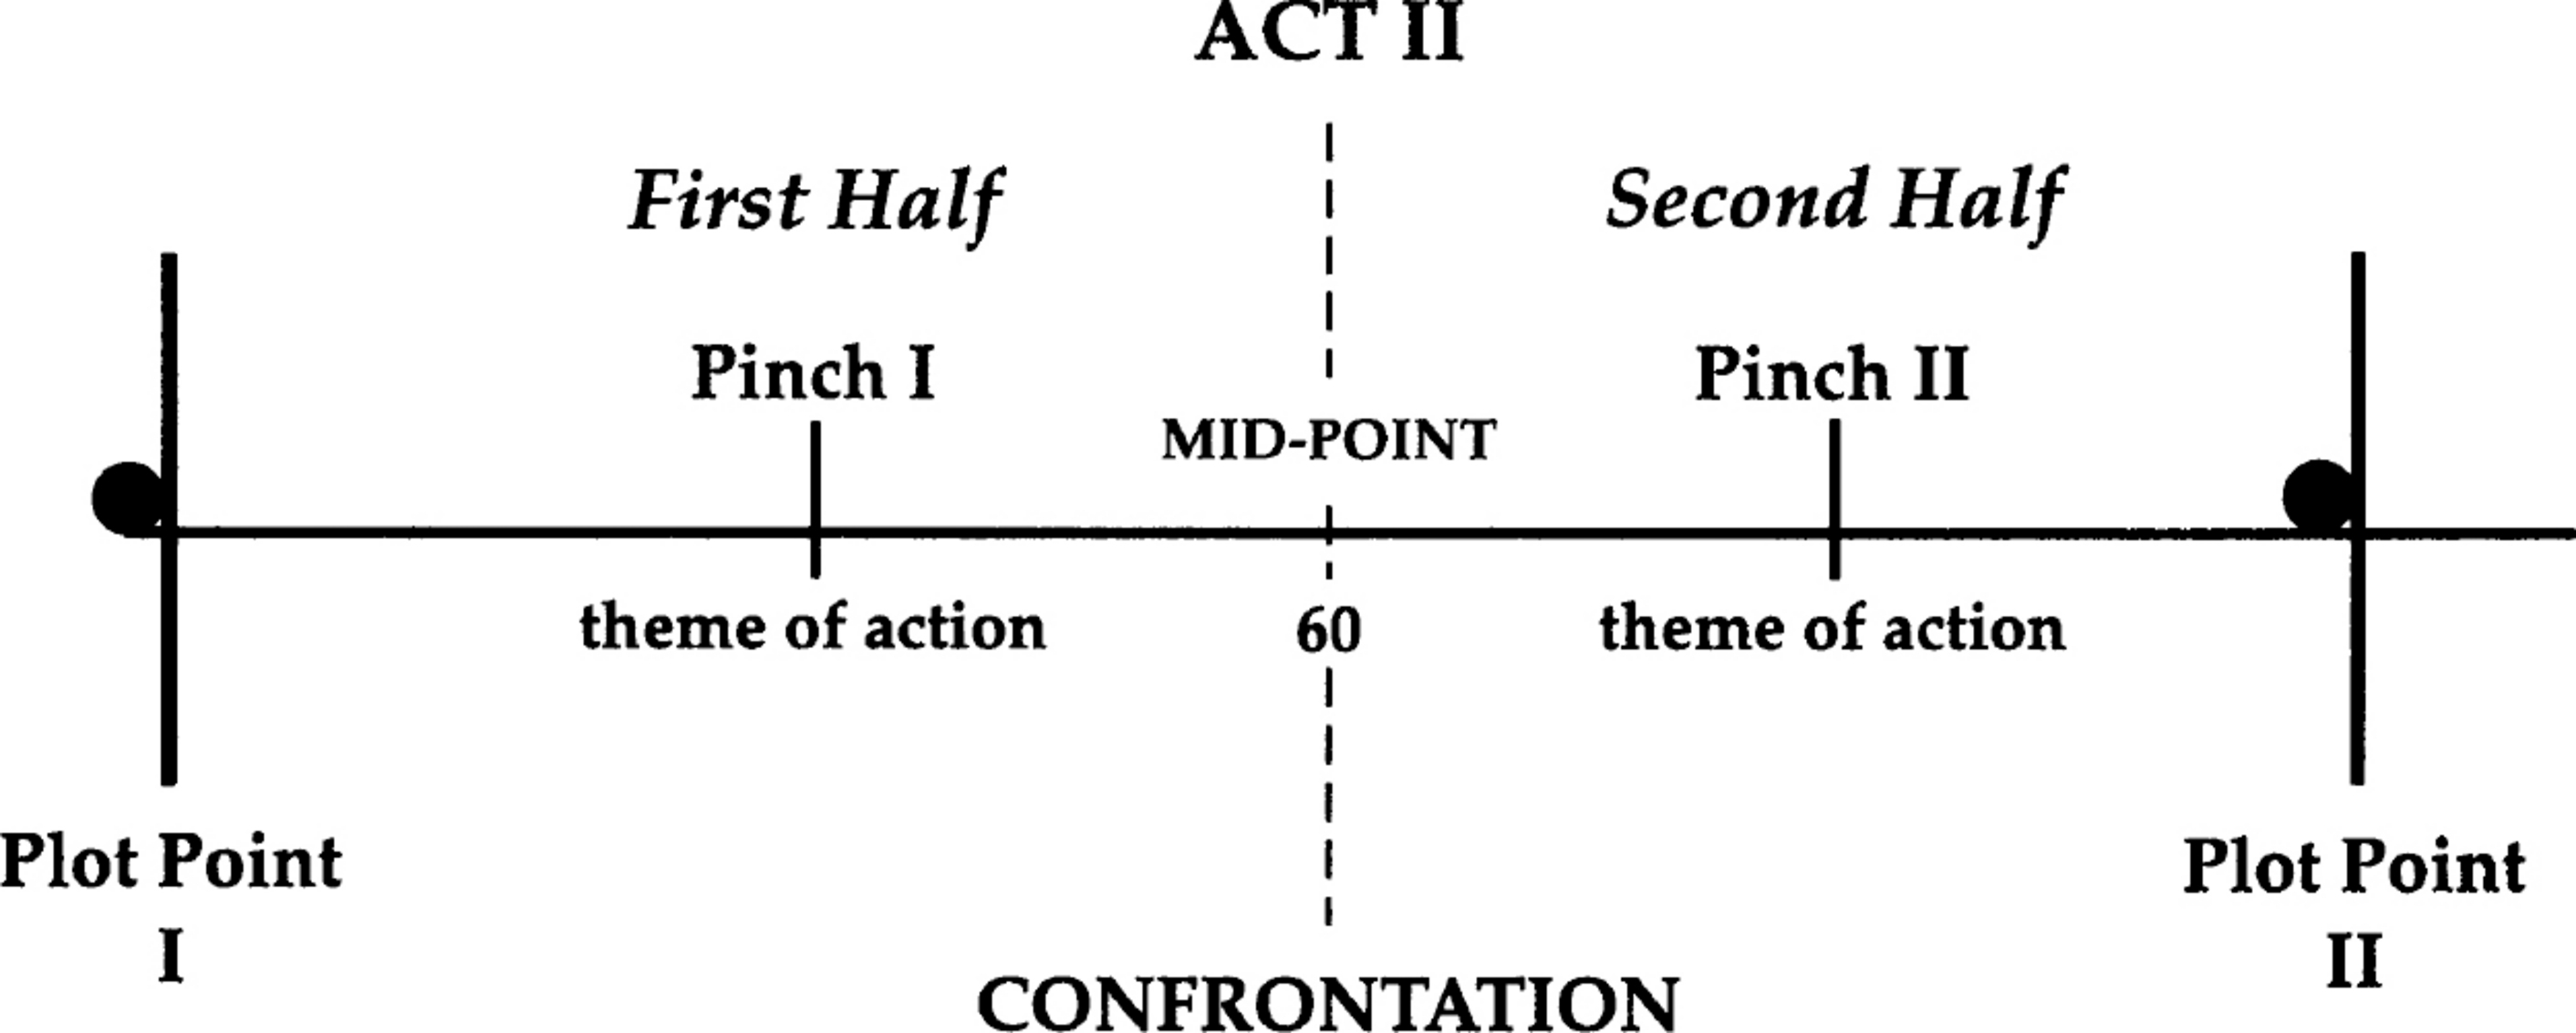 ACT II
First Half
Second Half
Pinch I
Pinch II
MID-POINT
theme of action
60
theme of action
Plot Point
I
Plot Point
II
CONFRONTATION